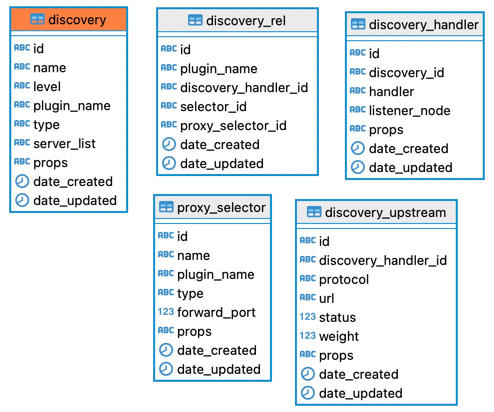 discovery
ABC id
ABC name
ABC level
ABC plugin_name
ABC type
ABC server_list
ABC props
date_created
date_updated
discovery_rel
ABC id
ABC plugin_name
ABC discovery_handler_id
ABC selector_id
ABC proxy_selector_id
date_created
date_updated
discovery_handler
ABC id
ABC discovery_id
ABC handler
ABC listener_node
ABC props
date_created
date_updated
proxy_selector
ABC id
ABC name
ABC plugin_name
ABC type
123 forward_port
ABC props
date_created
date_updated
discovery_upstream
ABC id
ABC discovery_handler_id
ABC protocol
ABC url
123 status
123 weight
ABC props
date_created
date_updated